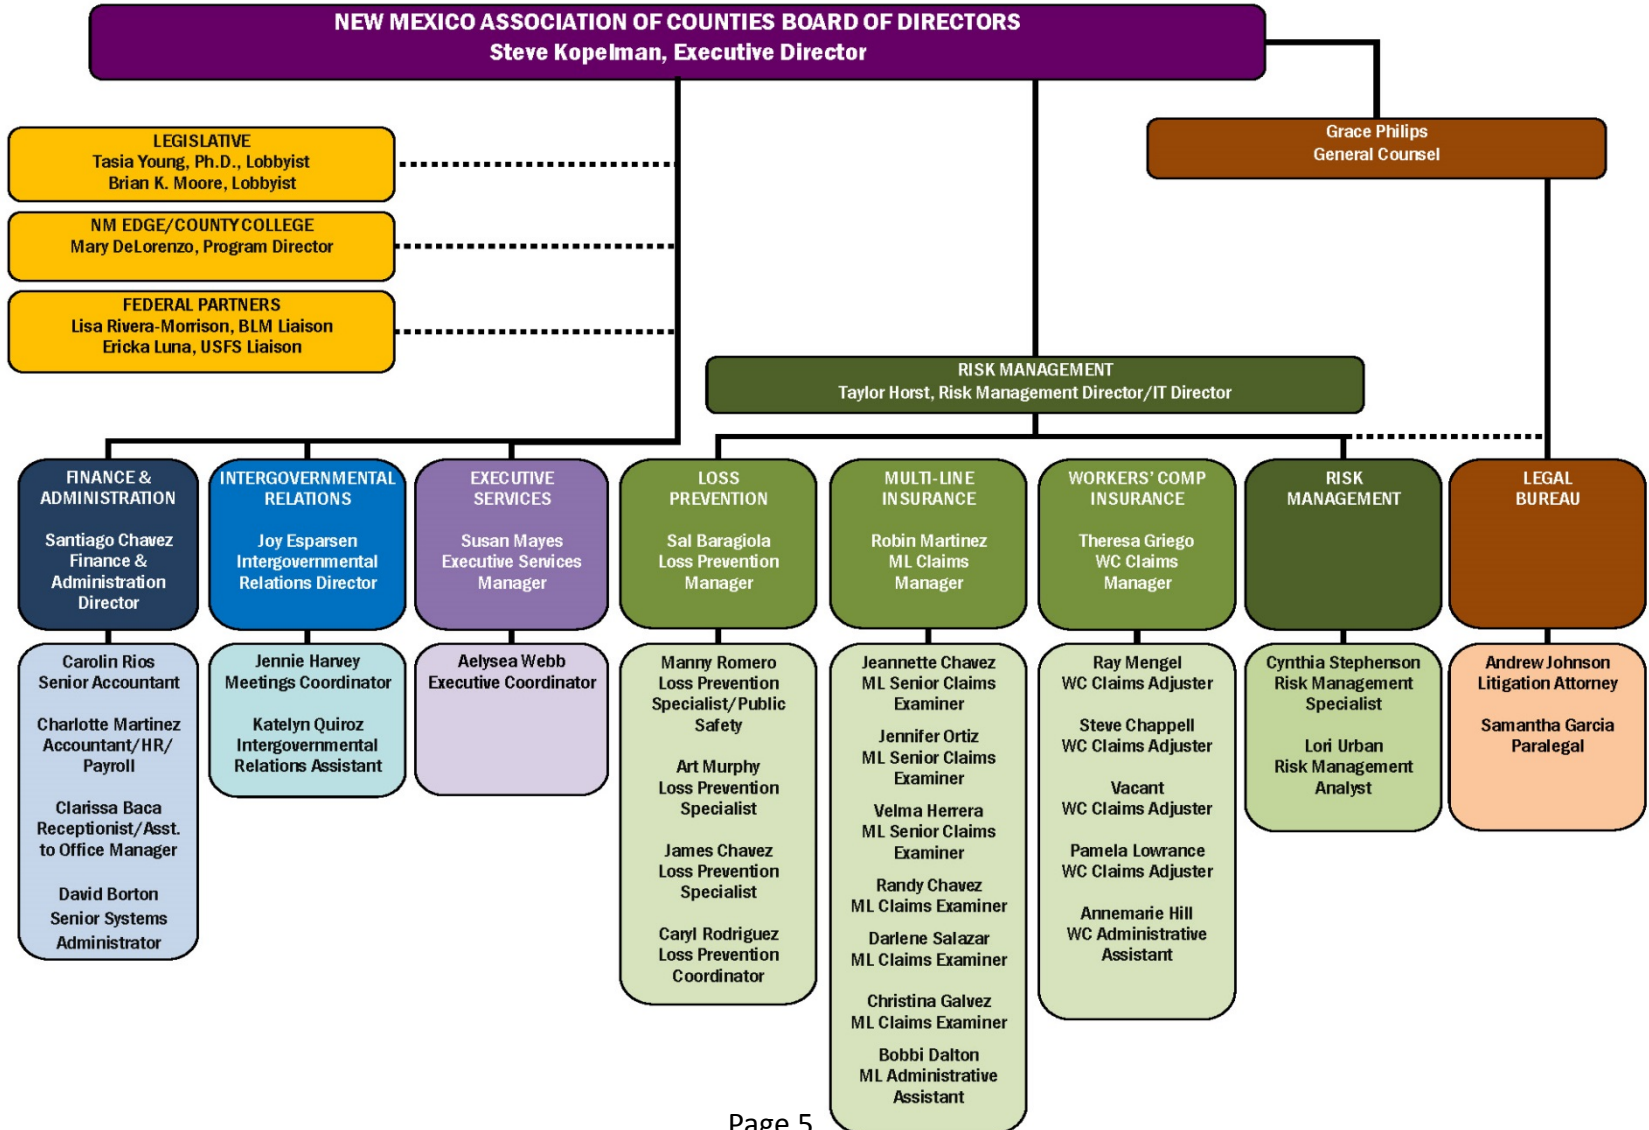 NEW MEXICO ASSOCIATION OF COUNTIES BOARD OF DIRECTORS
Steve Kopelman, Executive Director
Grace Philips
General Counsel
LEGISLATIVE
Tasia Young, Ph.D., Lobbyist
Brian K. Moore, Lobbyist
NM EDGE/COUNTY COLLEGE
Mary DeLorenzo, Program Director
FEDERAL PARTNERS
Lisa Rivera-Morrison, BLM Liaison
Ericka Luna, USFS Liaison
RISK MANAGEMENT
Taylor Horst, Risk Management Director/IT Director
FINANCE &
ADMINISTRATION
Santiago Chavez
Finance &
Administration
Director
INTERGOVERNMENTAL
RELATIONS
Joy Esparsen
Intergovernmental
Relations Director
EXECUTIVE
SERVICES
Susan Mayes
Executive Services
Manager
LOSS
PREVENTION
Sal Baragiola
Loss Prevention
Manager
MULTI-LINE
INSURANCE
Robin Martinez
ML Claims
Manager
WORKERS' COMP
INSURANCE
Theresa Griego
WC Claims
Manager
RISK
MANAGEMENT
LEGAL
BUREAU
Carolin Rios
Senior Accountant
Charlotte Martinez
Accountant/HR/
Payroll
Clarissa Baca
Receptionist/Asst.
to Office Manager
David Borton
Senior Systems
Administrator
Jennie Harvey
Meetings Coordinator
Katelyn Quiroz
Intergovernmental
Relations Assistant
Aelysea Webb
Executive Coordinator
Manny Romero
Loss Prevention
Specialist/Public
Safety
Art Murphy
Loss Prevention
Specialist
James Chavez
Loss Prevention
Specialist
Caryl Rodriguez
Loss Prevention
Coordinator
Jeannette Chavez
ML Senior Claims
Examiner
Jennifer Ortiz
ML Senior Claims
Examiner
Velma Herrera
ML Senior Claims
Examiner
Randy Chavez
ML Claims Examiner
Darlene Salazar
ML Claims Examiner
Christina Galvez
ML Claims Examiner
Bobbi Dalton
ML Administrative
Assistant
Ray Mengel
WC Claims Adjuster
Steve Chappell
WC Claims Adjuster
Vacant
WC Claims Adjuster
Pamela Lowrance
WC Claims Adjuster
Annemarie Hill
WC Administrative
Assistant
Cynthia Stephenson
Risk Management
Specialist
Lori Urban
Risk Management
Analyst
Andrew Johnson
Litigation Attorney
Samantha Garcia
Paralegal
Page 5